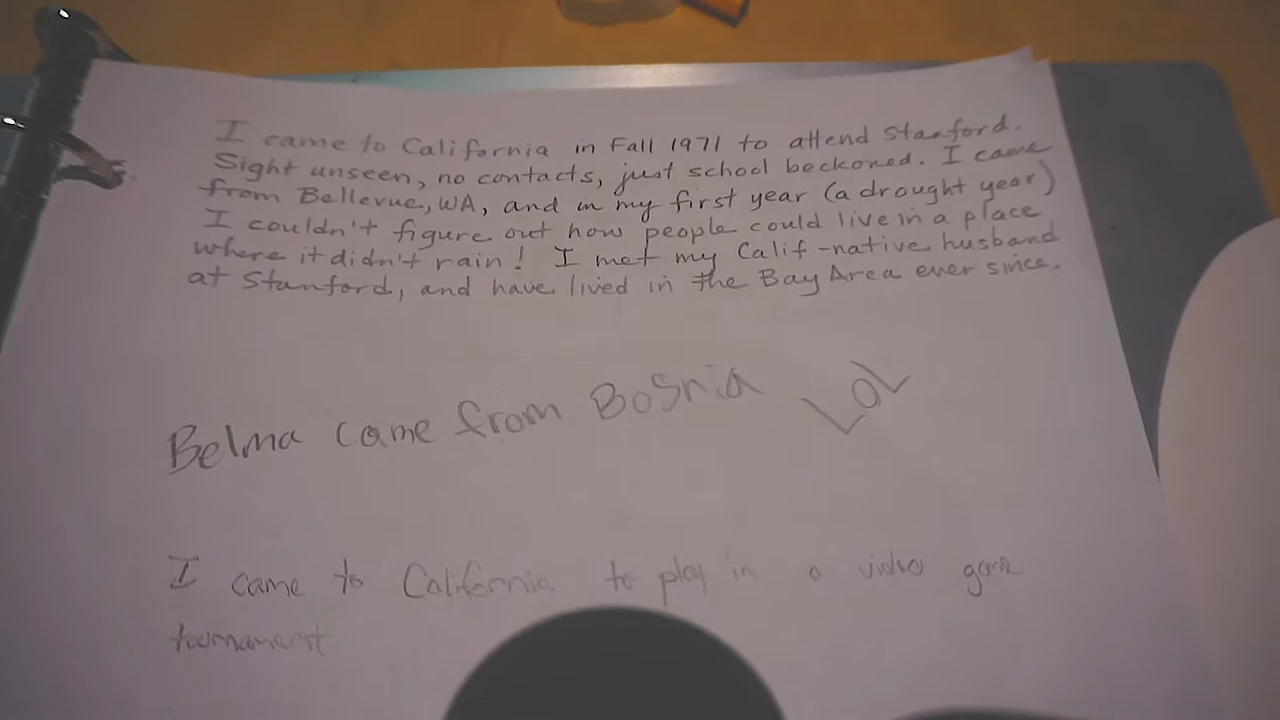 I came to California in Fall 1971 to attend Stanford.
Sight unseen, no contacts, just school beckoned. I came
from Bellevue, WA, and in my first year (a drought year)
I couldn't figure out how people could live in a place
where it didn't rain! I met my Calif-native husband
at Stanford, and have lived in the Bay Area ever since.
Belma came from Bosnia LOL
I came to California to play in a video game
tournament